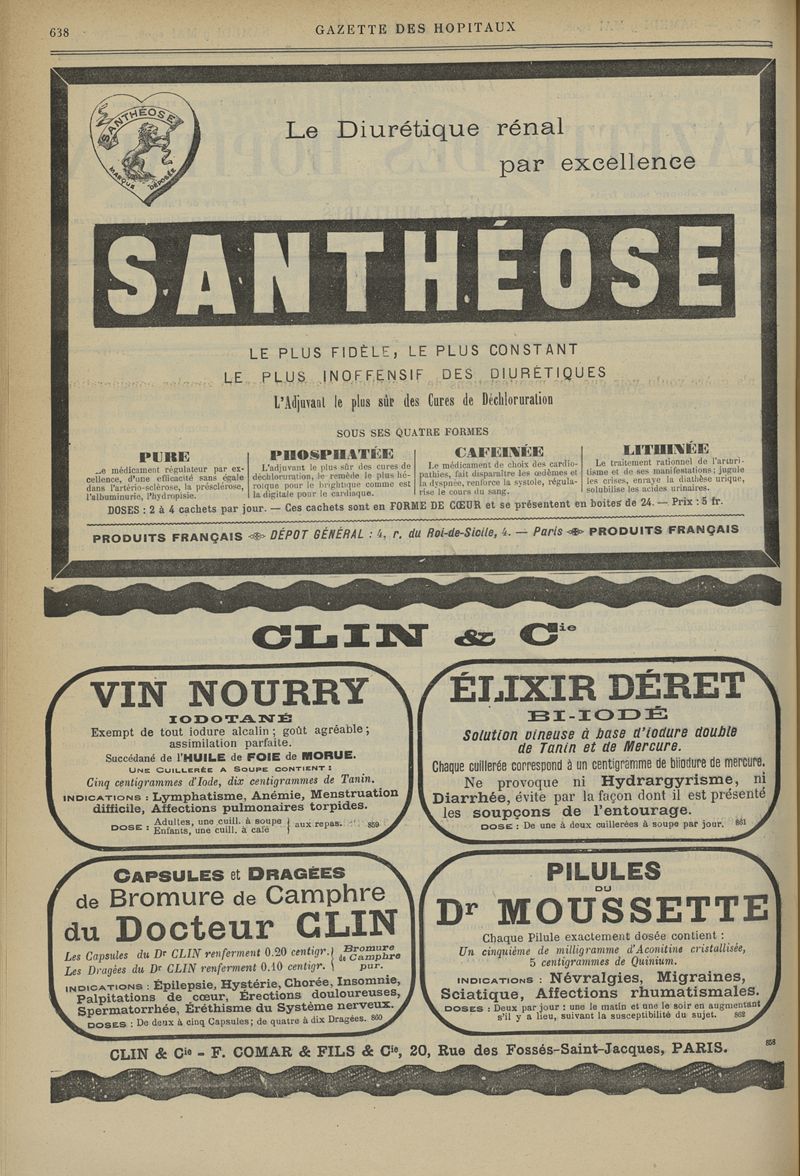 638
GAZETTE DES HOPITAUX
SANTHÉOSE
MARQUE DÉPOSÉE
Le Diurétique rénal
par excellence
SANTHÉOSE
LE PLUS FIDÈLE, LE PLUS CONSTANT
LE PLUS INOFFENSIF DES DIURÉTIQUES
L'Adjuvant le plus sûr des Cures de Déchloruration
SOUS SES QUATRE FORMES
PURE
e médicament régulateur par ex-
cellence, d'une efficacité sans égale
dans l'artério-sclérose, la présclérose,
l'albuminurie, l'hydropisie.
PHOSPHATÉE
L'adjuvant le plus sûr des cures de
déchloruration, le remède le plus hé-
roïque pour le brightique comme est
la digitale pour le cardiaque.
CAFEINÉE
Le médicament de choix des cardio-
pathies, fait disparaître les œdèmes et
la dyspnée, renforce la systole, régula-
rise le cours du sang.
LITHINÉE
Le traitement rationnel de l'arthri-
tisme et de ses manifestations; jugule
les crises, enraye la diathèse urique,
solubilise les acides urinaires.
DOSES : 2 à 4 cachets par jour. — Ces cachets sont en FORME DE CŒUR et se présentent en boites de 24. — Prix : 5 fr.
PRODUITS FRANÇAIS DÉPOT GÉNÉRAL : 4, r. du Roi-de-Sicile, 4. — Paris PRODUITS FRANÇAIS
CLIN & Cie
VIN NOURRY
IODOTANÉ
Exempt de tout iodure alcalin; goût agréable;
assimilation parfaite.
Succédané de l'HUILE de FOIE de MORUE.
UNE CUILLERÉE A SOUPE CONTIENT :
Cinq centigrammes d'Iode, dix centigrammes de Tanin.
INDICATIONS : Lymphatisme, Anémie, Menstruation
difficile, Affections pulmonaires torpides.
DOSE : Adultes, une cuill. à soupe
Enfants, une cuill. à café } aux repas. 859
ÉLIXIR DÉRET
BI-IODÉ
Solution vineuse à base d'iodure double
de Tanin et de Mercure.
Chaque cuillerée correspond à un centigramme de biiodure de mercure.
Ne provoque ni Hydrargyrisme, ni
Diarrhée, évite par la façon dont il est présenté
les soupçons de l'entourage.
DOSE : De une à deux cuillerées à soupe par jour. 861
CAPSULES et DRAGÉES
de Bromure de Camphre
du Docteur CLIN
Les Capsules du Dr CLIN renferment 0.20 centigr. } Bromure
Les Dragées du Dr CLIN renferment 0.10 centigr. } de Camphre
pur.
INDICATIONS : Épilepsie, Hystérie, Chorée, Insomnie,
Palpitations de cœur, Érections douloureuses,
Spermatorrhée, Éréthisme du Système nerveux.
DOSES : De deux à cinq Capsules; de quatre à dix Dragées. 860
PILULES
DU
Dr MOUSSETTE
Chaque Pilule exactement dosée contient :
Un cinquième de milligramme d'Aconitine cristallisée,
5 centigrammes de Quinium.
INDICATIONS : Névralgies, Migraines,
Sciatique, Affections rhumatismales.
DOSES : Deux par jour : une le matin et une le soir en augmentant
s'il y a lieu, suivant la susceptibilité du sujet. 862
CLIN & Cie - F. COMAR & FILS & Cie, 20, Rue des Fossés-Saint-Jacques, PARIS. 858